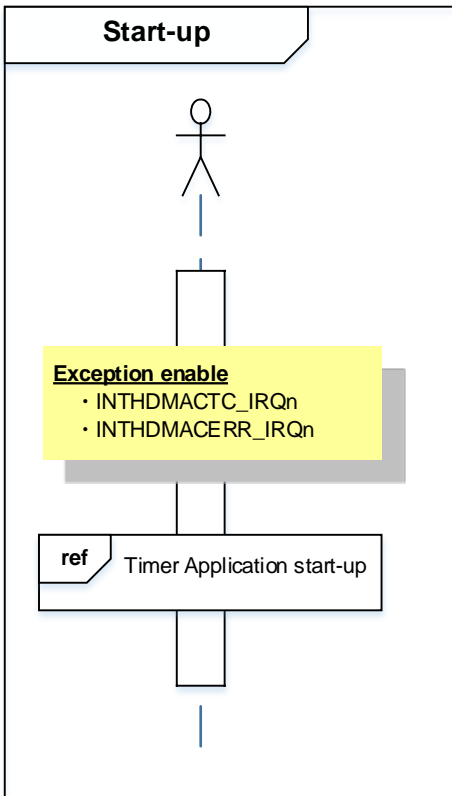 Start-up
Exception enable
・INTHDMACTC_IRQn
・INTHDMACERR_IRQn
ref
Timer Application start-up